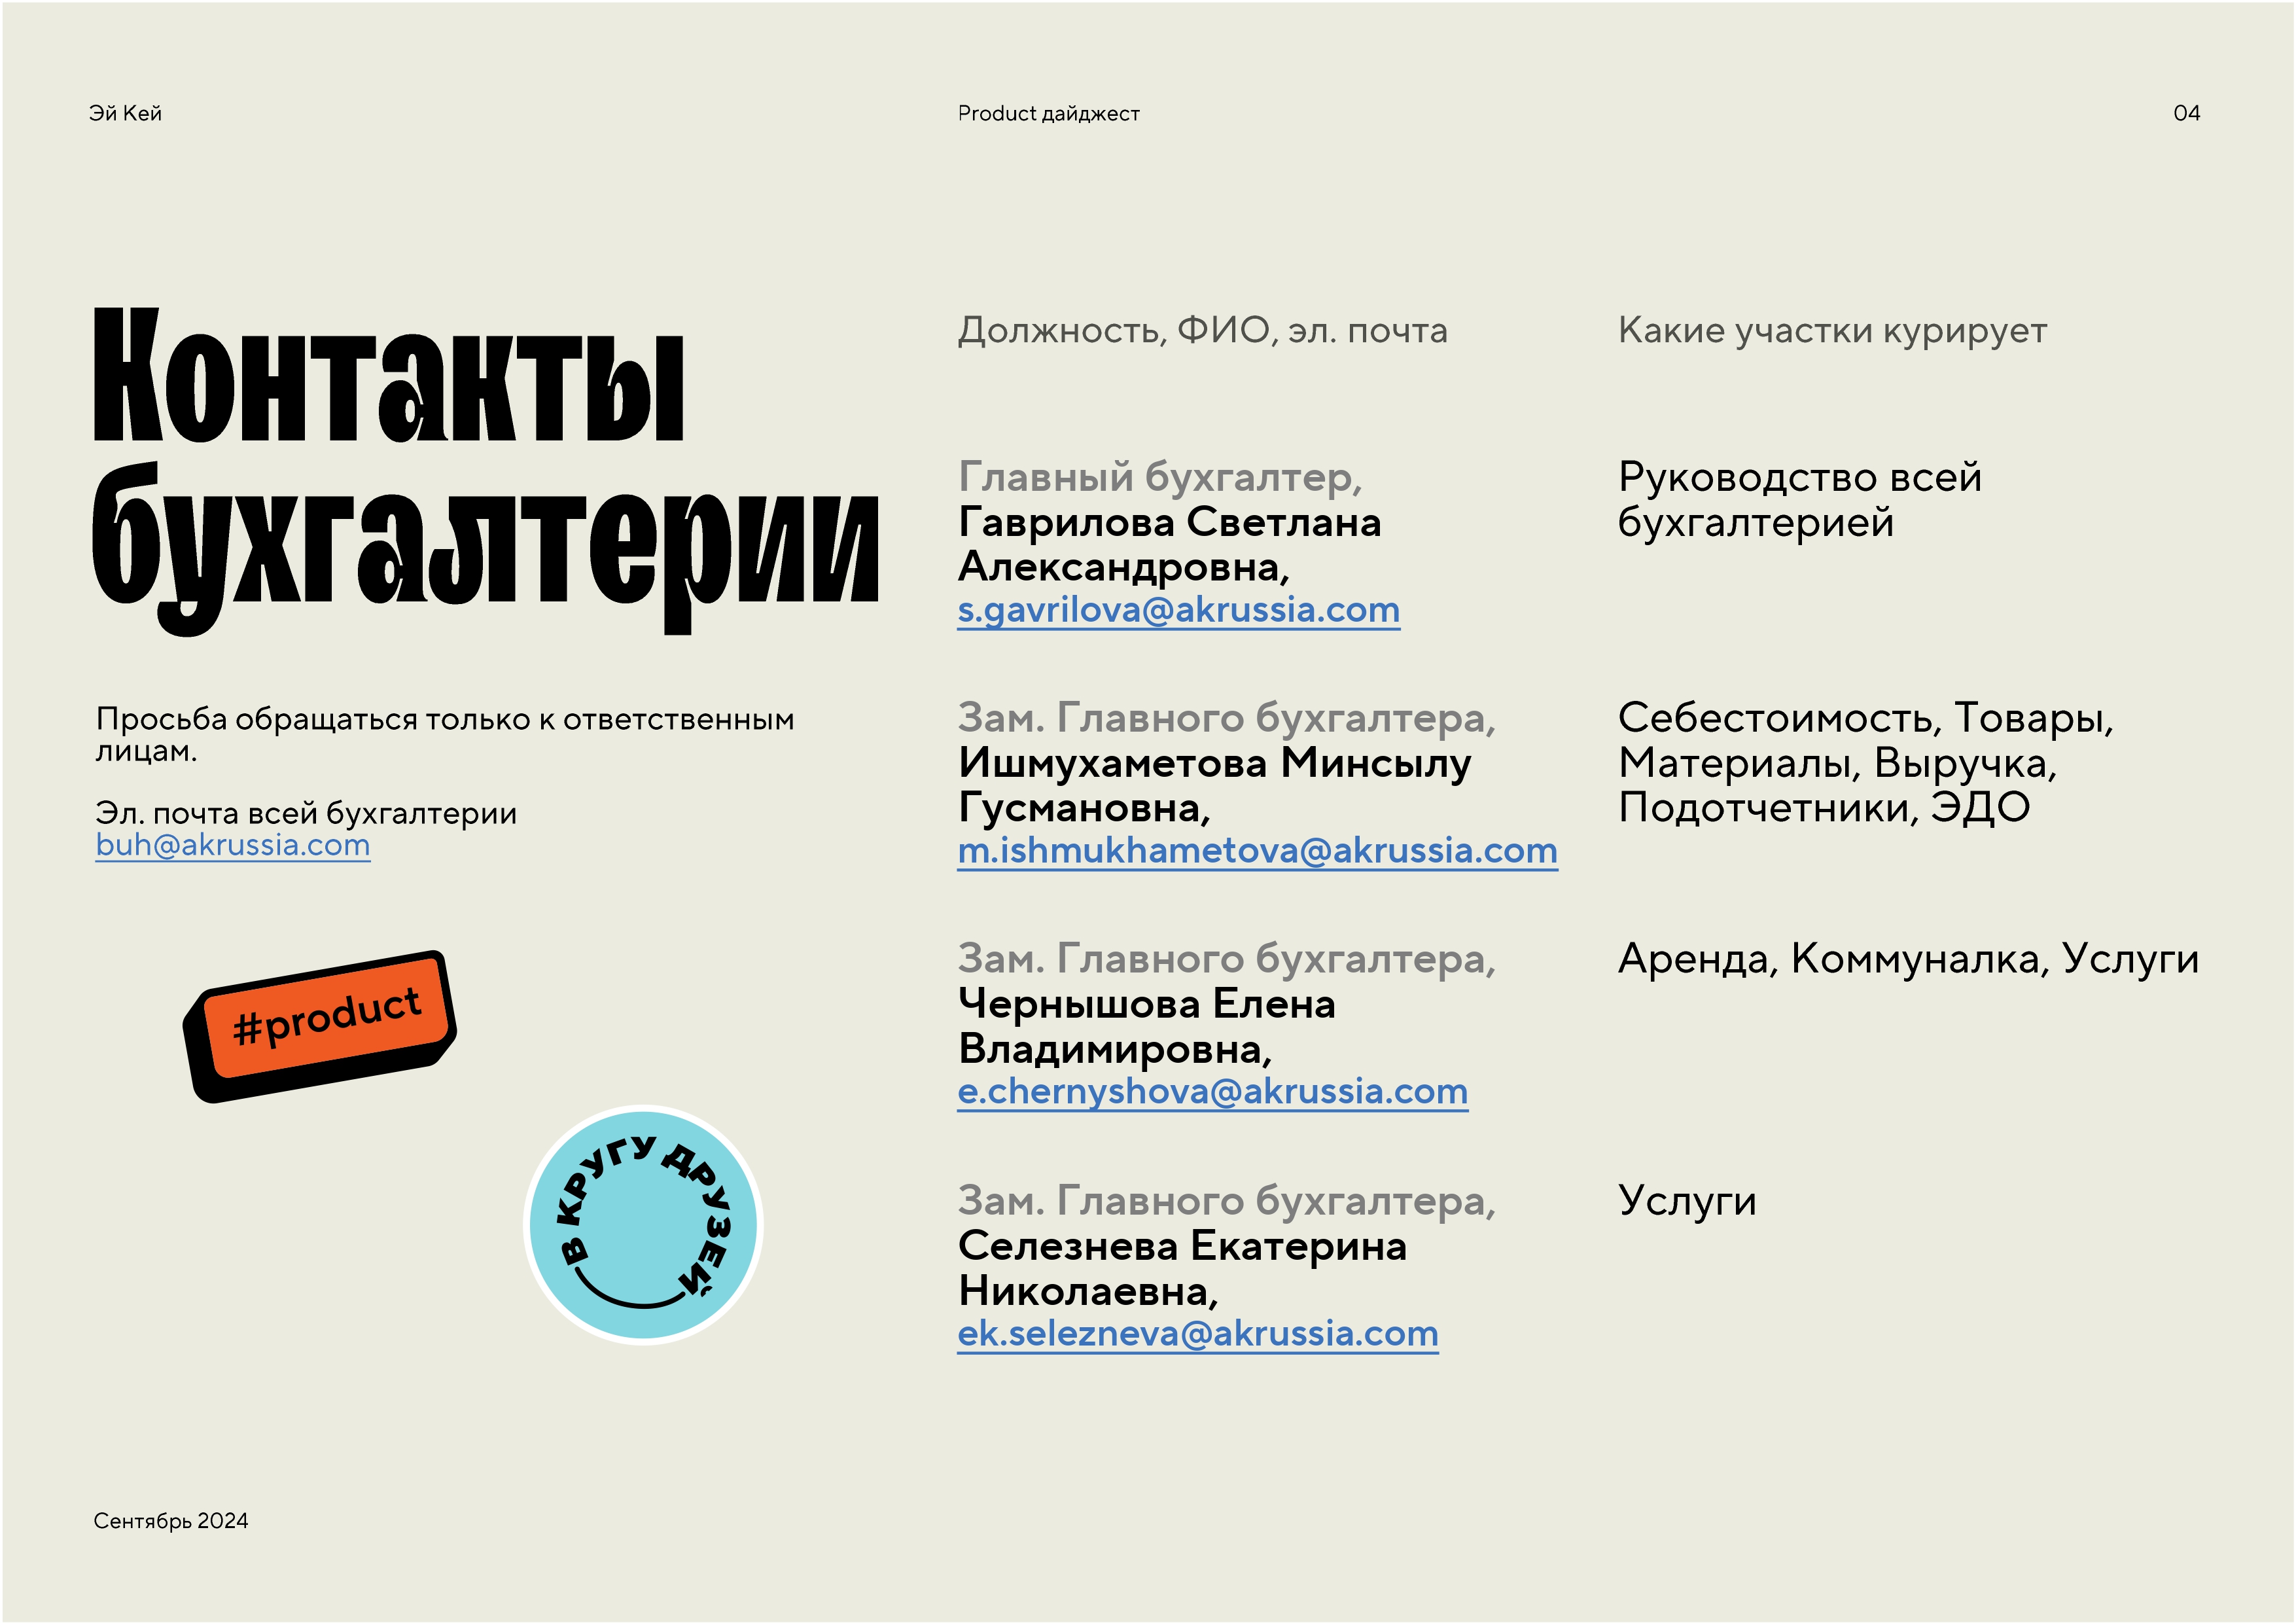 Эй Кей
Product дайджест
04
Контакты
бухгалтерии
Просьба обращаться только к ответственным
лицам.
Эл. почта всей бухгалтерии
buh@akrussia.com
#product
В КРУГУ ДРУЗЕЙ
Должность, ФИО, эл. почта
Какие участки курирует
Главный бухгалтер,
Гаврилова Светлана
Александровна,
s.gavrilova@akrussia.com
Руководство всей
бухгалтерией
Зам. Главного бухгалтера,
Ишмухаметова Минсылу
Гусмановна,
m.ishmukhametova@akrussia.com
Себестоимость, Товары,
Материалы, Выручка,
Подотчетники, ЭДО
Зам. Главного бухгалтера,
Чернышова Елена
Владимировна,
e.chernyshova@akrussia.com
Аренда, Коммуналка, Услуги
Зам. Главного бухгалтера,
Селезнева Екатерина
Николаевна,
ek.selezneva@akrussia.com
Услуги
Сентябрь 2024